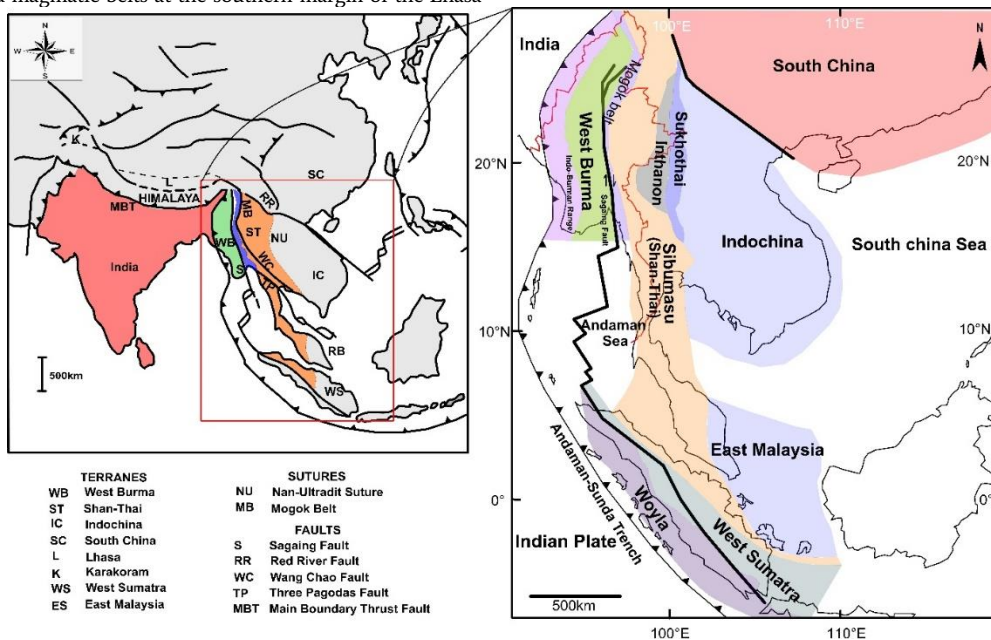 magmatic belts at the southern margin of the Lhasa
N
W E
S
K
L
HIMALAYA
MBT
SC
RR
MB
ST
NU
WB
WC
S
IC
India
TP
RB
WS
500km
TERRANES
WB West Burma
ST Shan-Thai
IC Indochina
SC South China
L Lhasa
K Karakoram
WS West Sumatra
ES East Malaysia
SUTURES
NU Nan-Ultradit Suture
MB Mogok Belt
FAULTS
S Sagaing Fault
RR Red River Fault
WC Wang Chao Fault
TP Three Pagodas Fault
MBT Main Boundary Thrust Fault
100°E
110°E
N
India
South China
Mogok belt
West Burma
Indo-Burman Range
Sagaing Fault
Sukhothai
Inthanon
20°N
20°N
Indochina
South china Sea
Sibumasu
(Shan-Thai)
10°N
10°N
Andaman
Sea
East Malaysia
Andaman-Sunda Trench
0°
0°
Woyla
West Sumatra
Indian Plate
500km
100°E
110°E